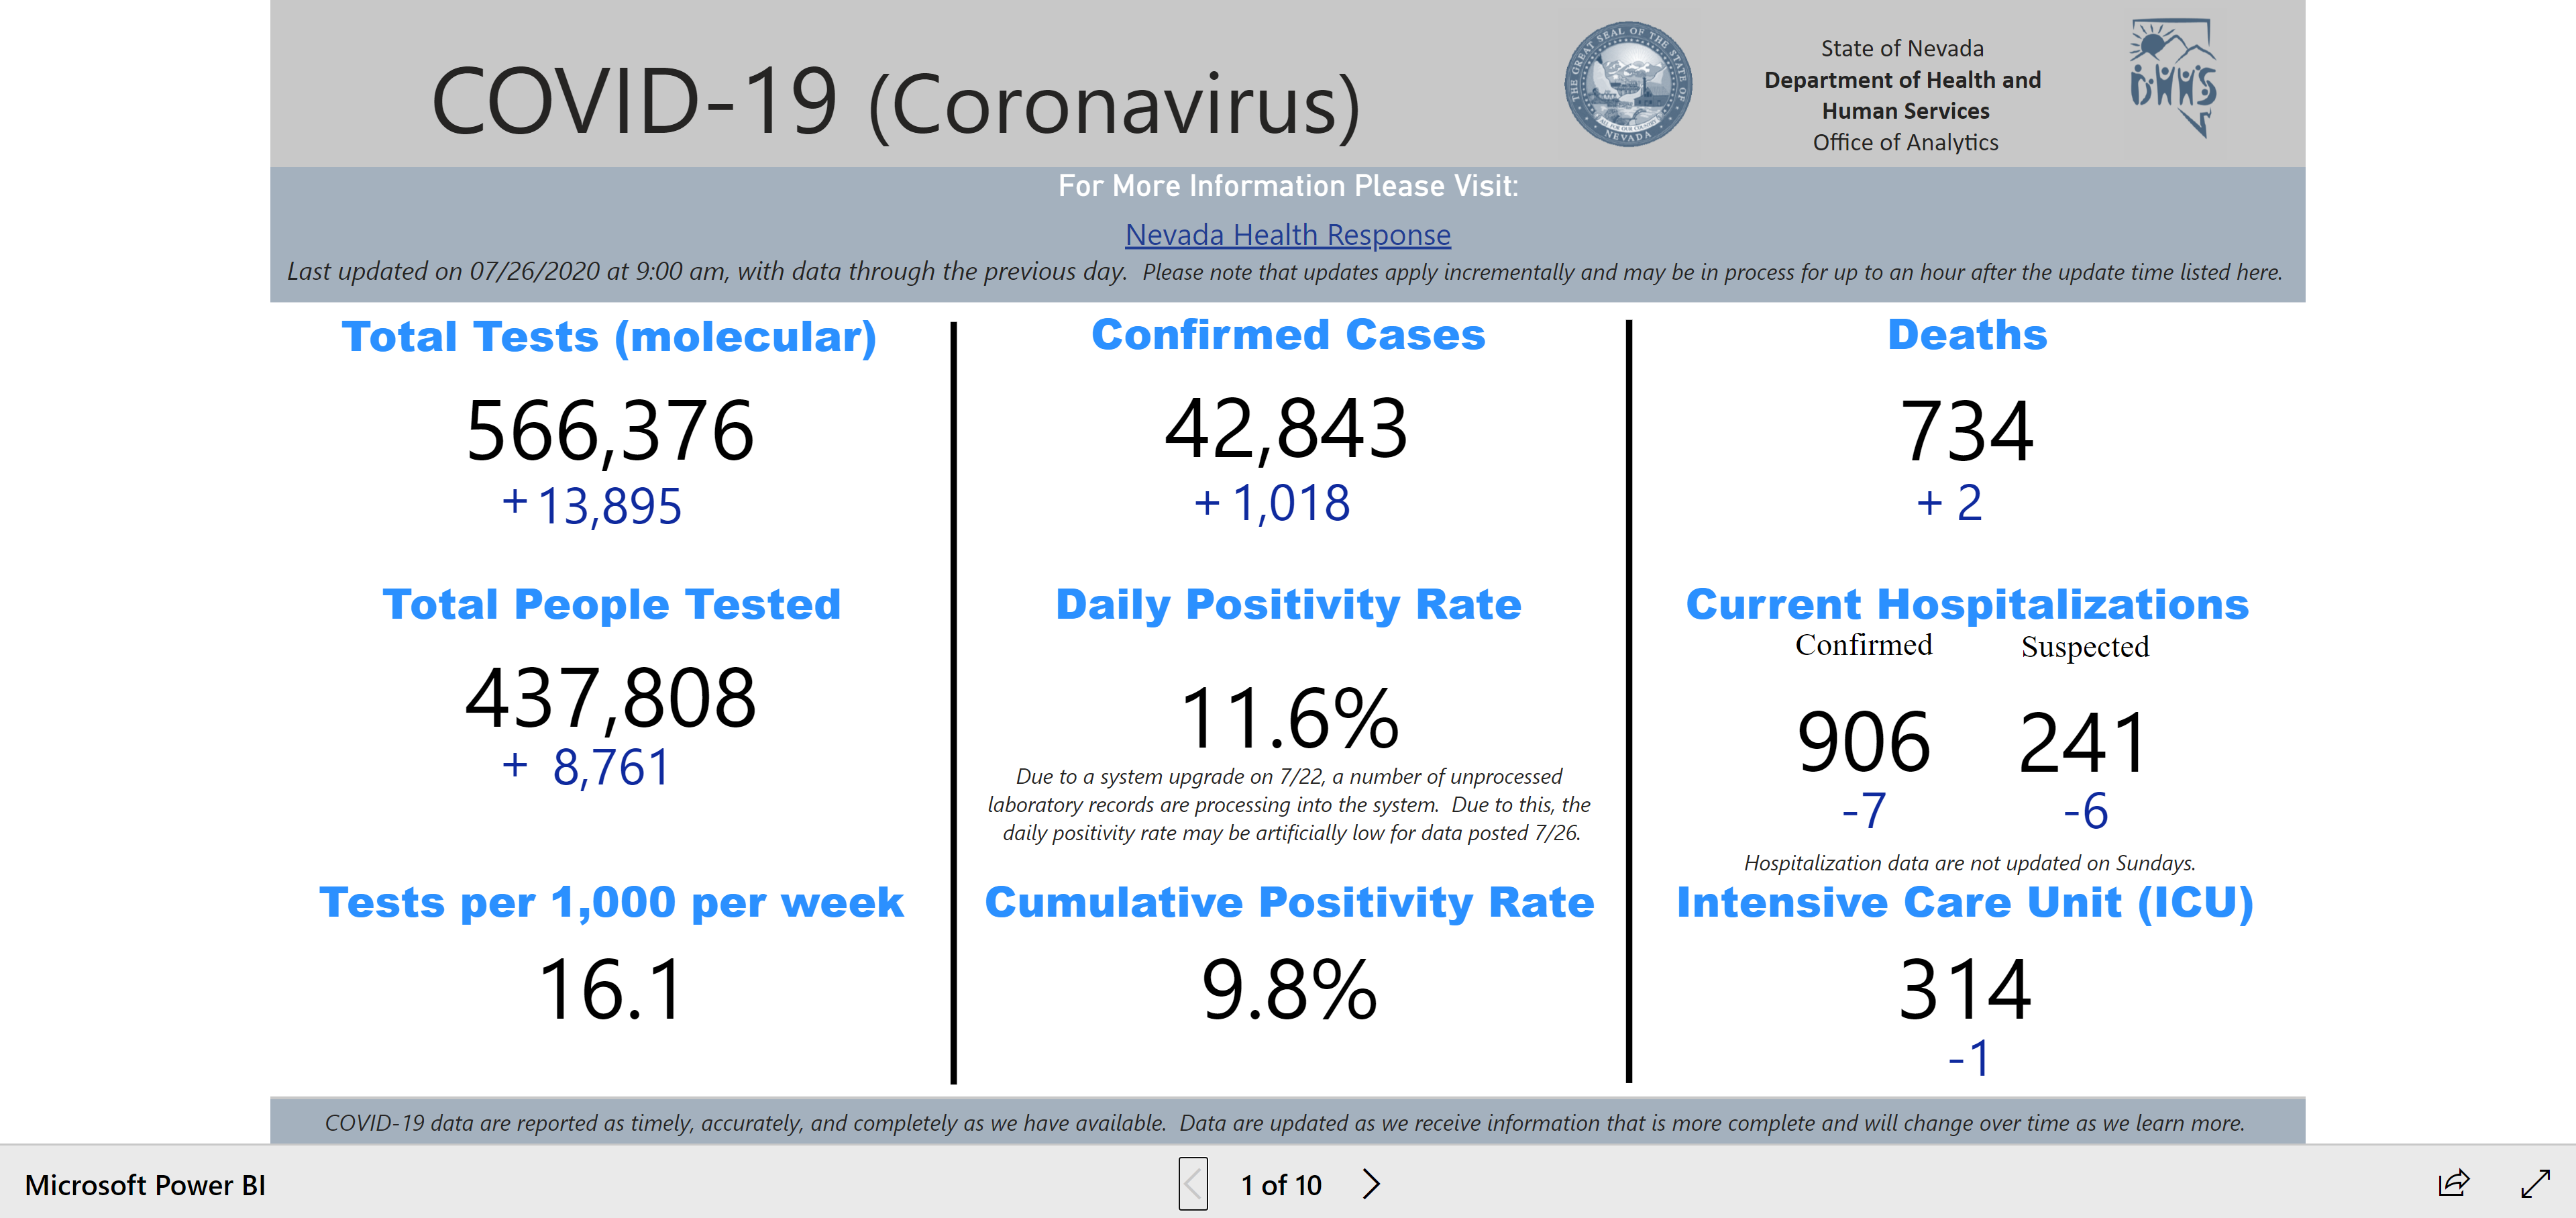 COVID-19 (Coronavirus)
THE GREAT SEAL OF THE STATE OF NEVADA
ALL FOR OUR COUNTRY
State of Nevada
Department of Health and
Human Services
Office of Analytics
DHHS
For More Information Please Visit:
Nevada Health Response
Last updated on 07/26/2020 at 9:00 am, with data through the previous day. Please note that updates apply incrementally and may be in process for up to an hour after the update time listed here.
Total Tests (molecular)
566,376
+ 13,895
Total People Tested
437,808
+ 8,761
Tests per 1,000 per week
16.1
Confirmed Cases
42,843
+ 1,018
Daily Positivity Rate
11.6%
Due to a system upgrade on 7/22, a number of unprocessed
laboratory records are processing into the system. Due to this, the
daily positivity rate may be artificially low for data posted 7/26.
Cumulative Positivity Rate
9.8%
Deaths
734
+ 2
Current Hospitalizations
Confirmed Suspected
906 241
-7 -6
Hospitalization data are not updated on Sundays.
Intensive Care Unit (ICU)
314
-1
COVID-19 data are reported as timely, accurately, and completely as we have available. Data are updated as we receive information that is more complete and will change over time as we learn more.
Microsoft Power BI
1 of 10